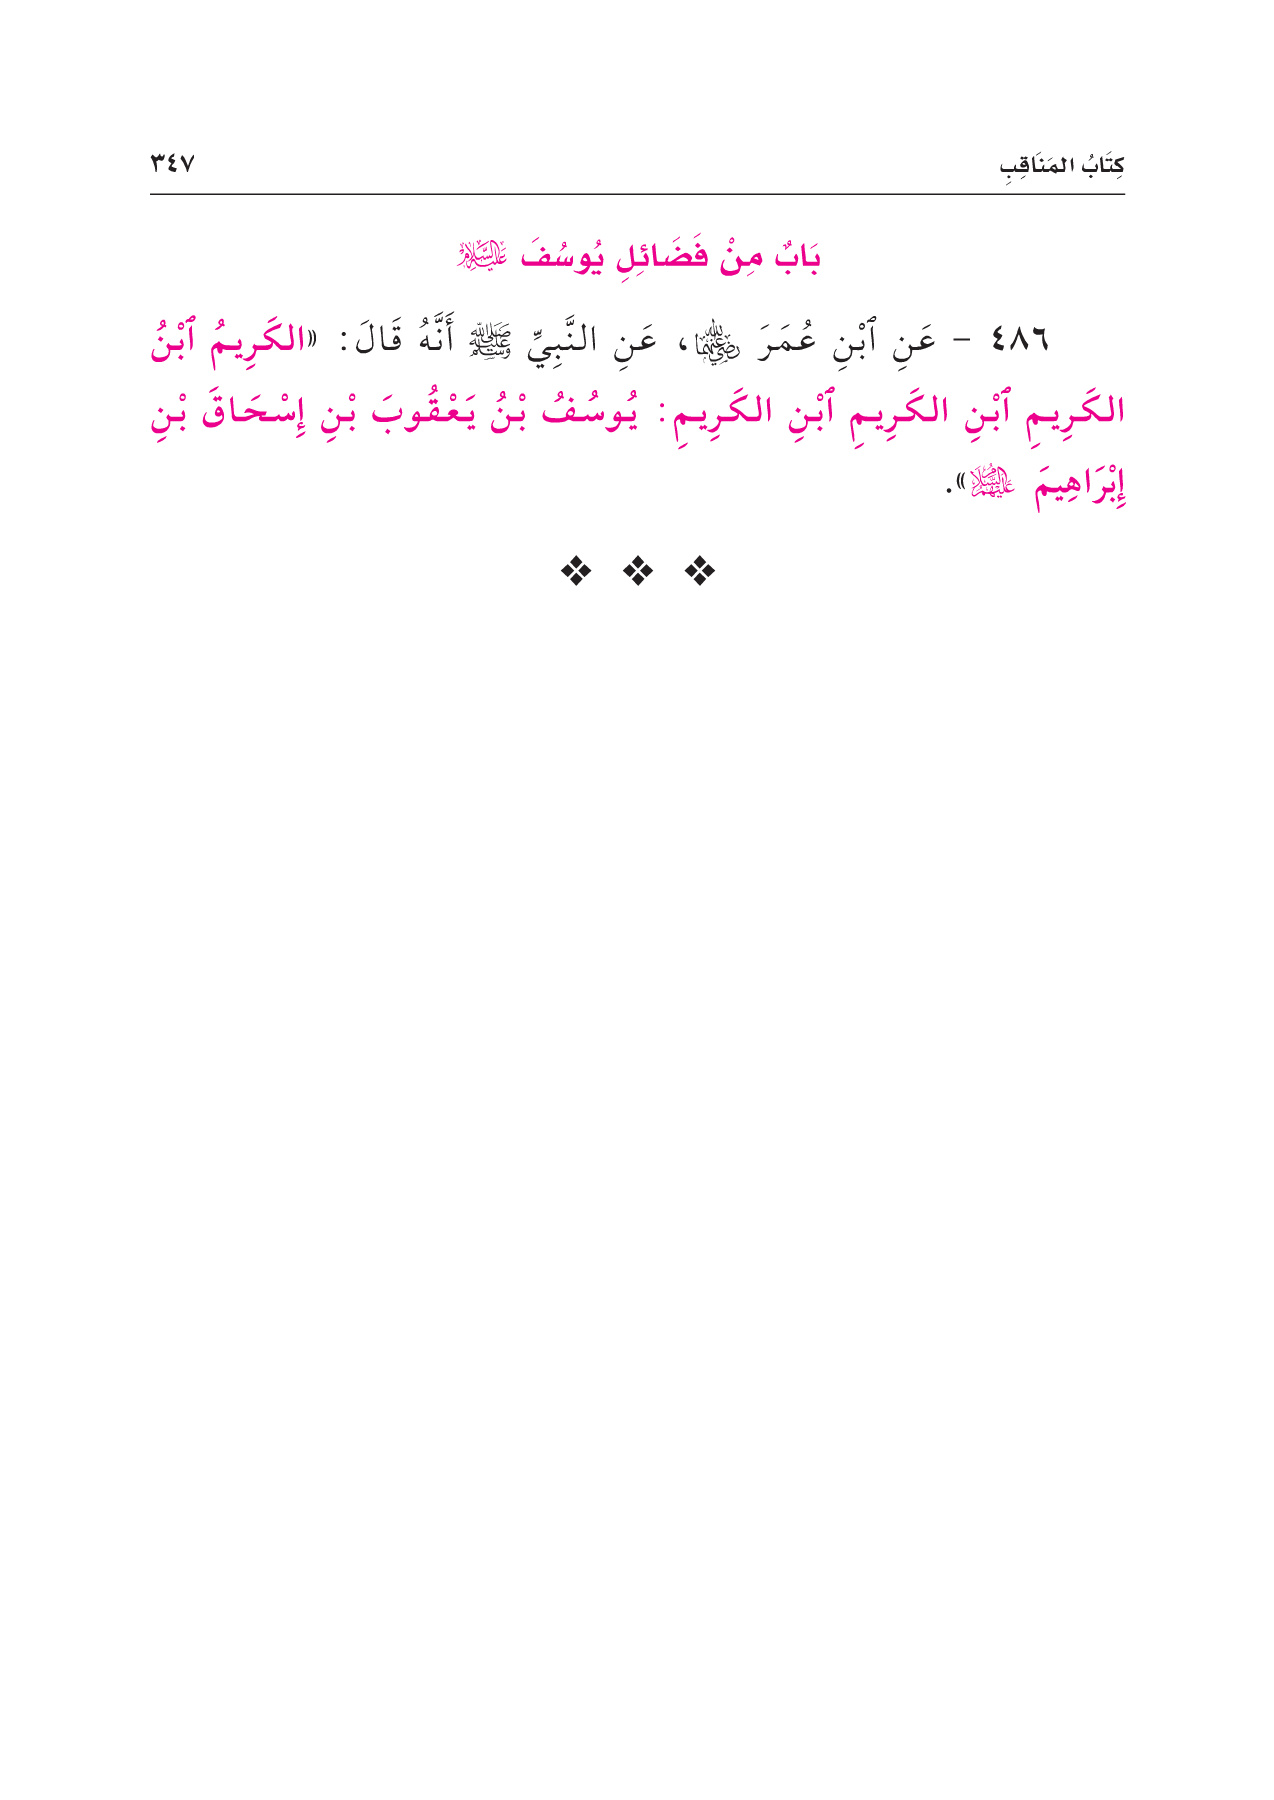 كِتَابُ المَنَاقِبِ ٣٤٧
بَابٌ مِنْ فَضَائِلِ يُوسُفَ عَلَيْهِ السَّلَامُ
٤٨٦ - عَنِ ٱبْنِ عُمَرَ رَضِيَ اللَّهُ عَنْهُمَا، عَنِ النَّبِيِّ ﷺ أَنَّهُ قَالَ: «الكَرِيمُ ٱبْنُ
الكَرِيمِ ٱبْنِ الكَرِيمِ ٱبْنِ الكَرِيمِ: يُوسُفُ بْنُ يَعْقُوبَ بْنِ إِسْحَاقَ بْنِ
إِبْرَاهِيمَ عَلَيْهِمُ السَّلَامُ».